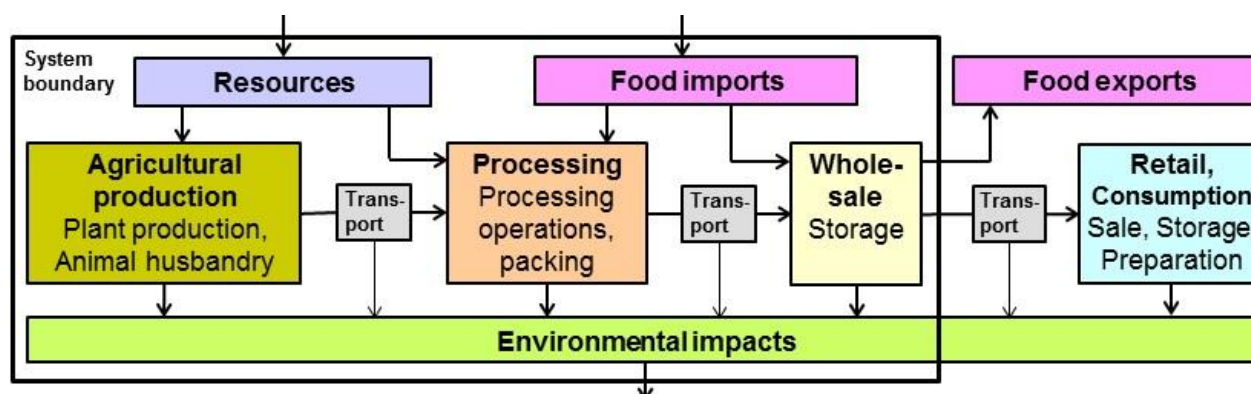 System
boundary
Resources
Food imports
Food exports
Agricultural
production
Plant production,
Animal husbandry
Trans-
port
Processing
Processing
operations,
packing
Trans-
port
Whole-
sale
Storage
Trans-
port
Retail,
Consumption
Sale, Storage,
Preparation
Environmental impacts